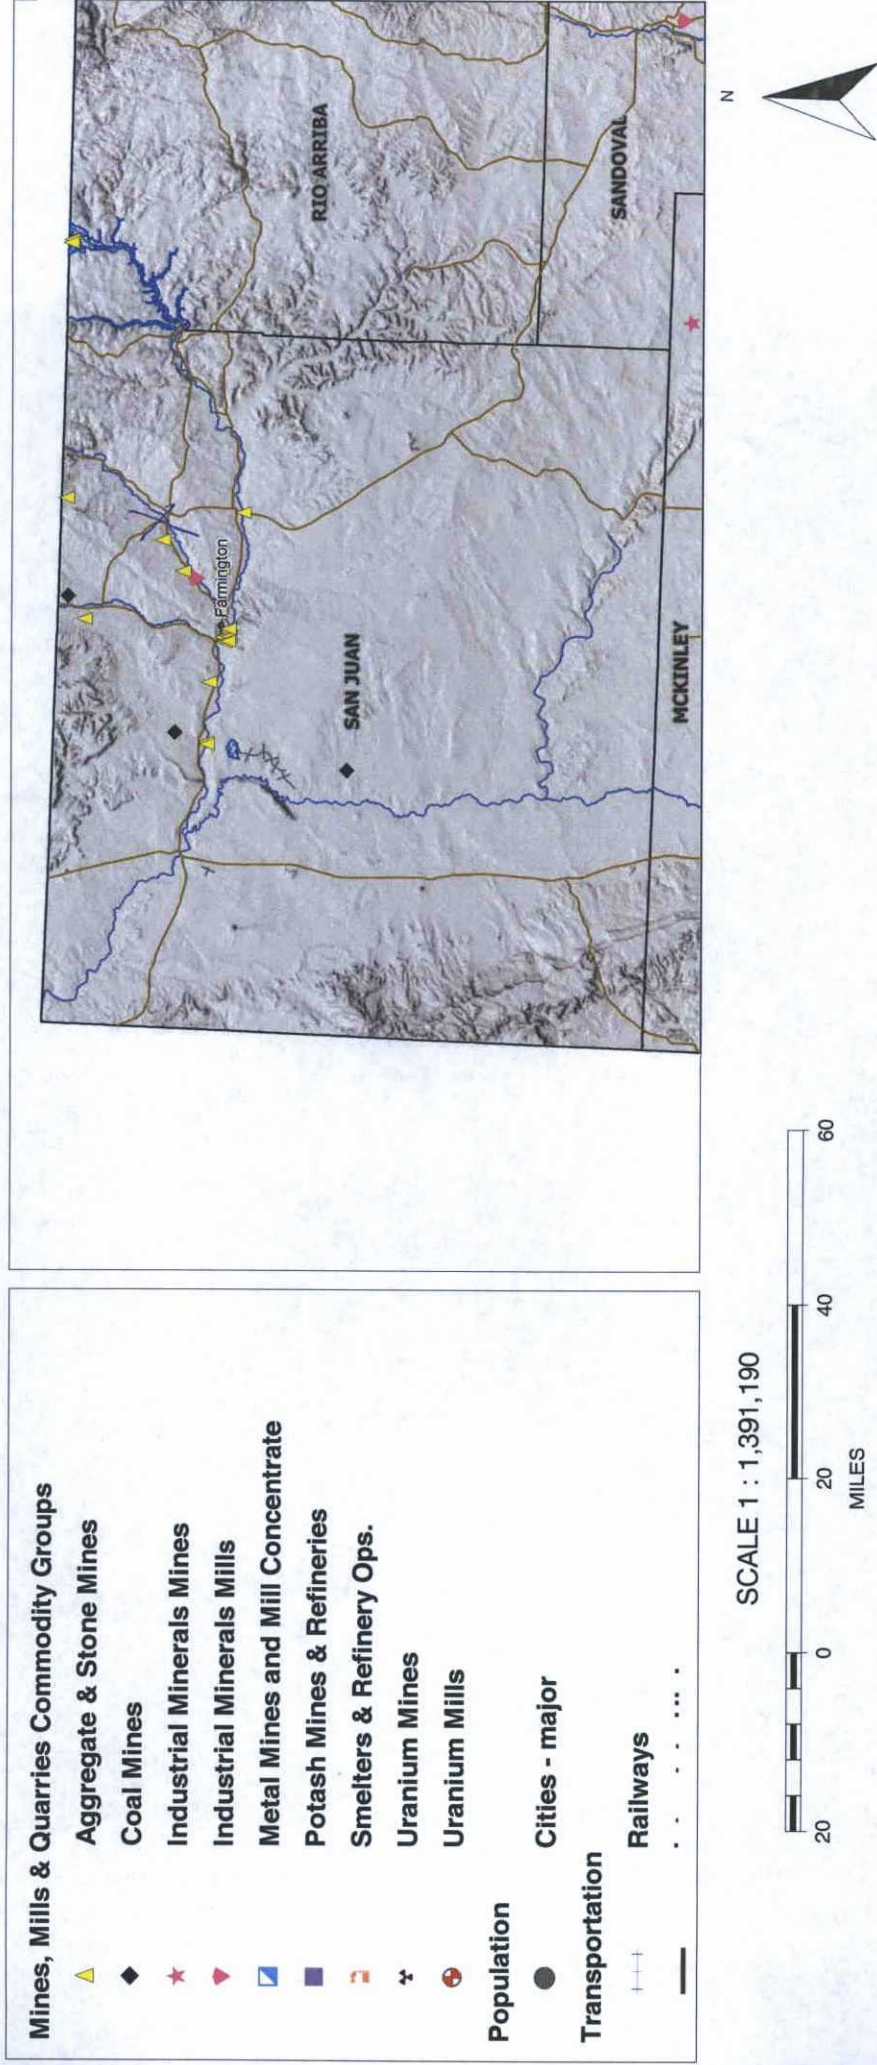 Mines, Mills & Quarries Commodity Groups
Aggregate & Stone Mines
Coal Mines
Industrial Minerals Mines
Industrial Minerals Mills
Metal Mines and Mill Concentrate
Potash Mines & Refineries
Smelters & Refinery Ops.
Uranium Mines
Uranium Mills
Population
Cities - major
Transportation
Railways
Farmington
RIO ARRIBA
SAN JUAN
SANDOVAL
MCKINLEY
SCALE 1 : 1,391,190
20 0 20 40 60
MILES
N